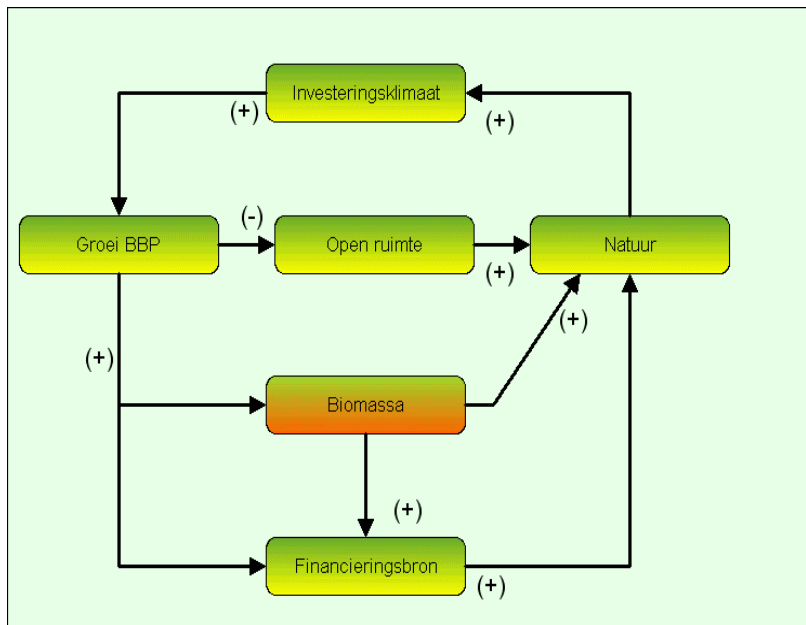 Investeringsklimaat
(+)
(+)
(-)
Groei BBP
Open ruimte
Natuur
(+)
(+)
(+)
Biomassa
(+)
Financieringsbron
(+)